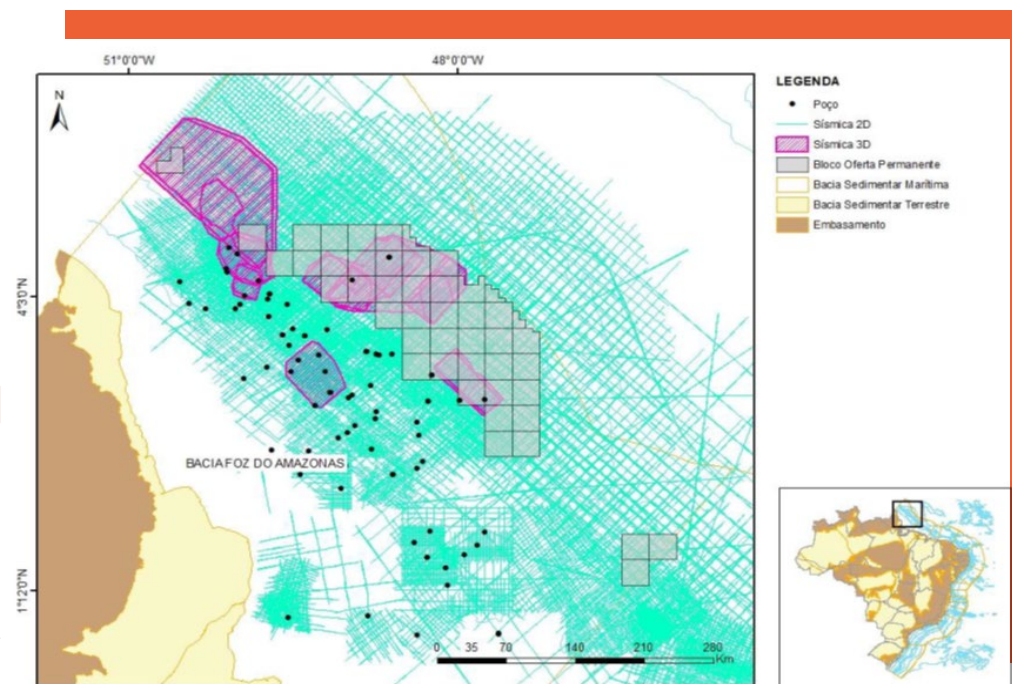 51°0'0"W
48°0'0"W
N
4°3'0"N
1°12'0"N
BACIA FOZ DO AMAZONAS
0 35 70 140 210 280
Km
LEGENDA
Poço
Sísmica 2D
Sísmica 3D
Bloco Oferta Permanente
Bacia Sedimentar Marítima
Bacia Sedimentar Terrestre
Embasamento